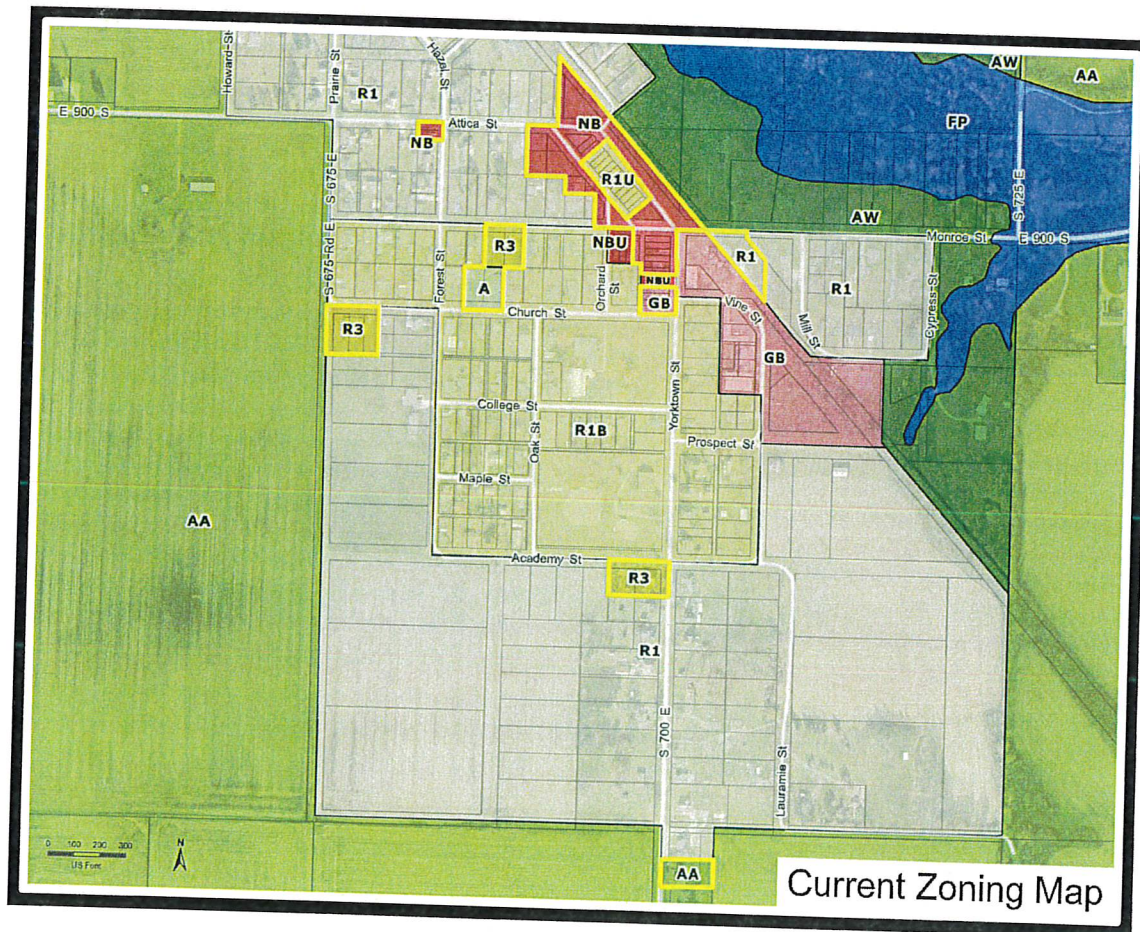 Howard St
Prairie St
Hazel St
AW
AA
R1
E 900 S
Attica St
NB
NB
FP
R1U
S 725 E
S 675 E
AW
R3
NBU
R1
Monroe St
E 900 S
S 675 Rd E
Forest St
A
Orchard St
NBU
R1
Cypress St
GB
Church St
Vine St
Mill St
R3
GB
Yorktown St
College St
R1B
Oak St
Prospect St
Maple St
AA
Academy St
R3
R1
S 700 E
Lauramie St
0 100 200 300
US Feet
N
AA
Current Zoning Map